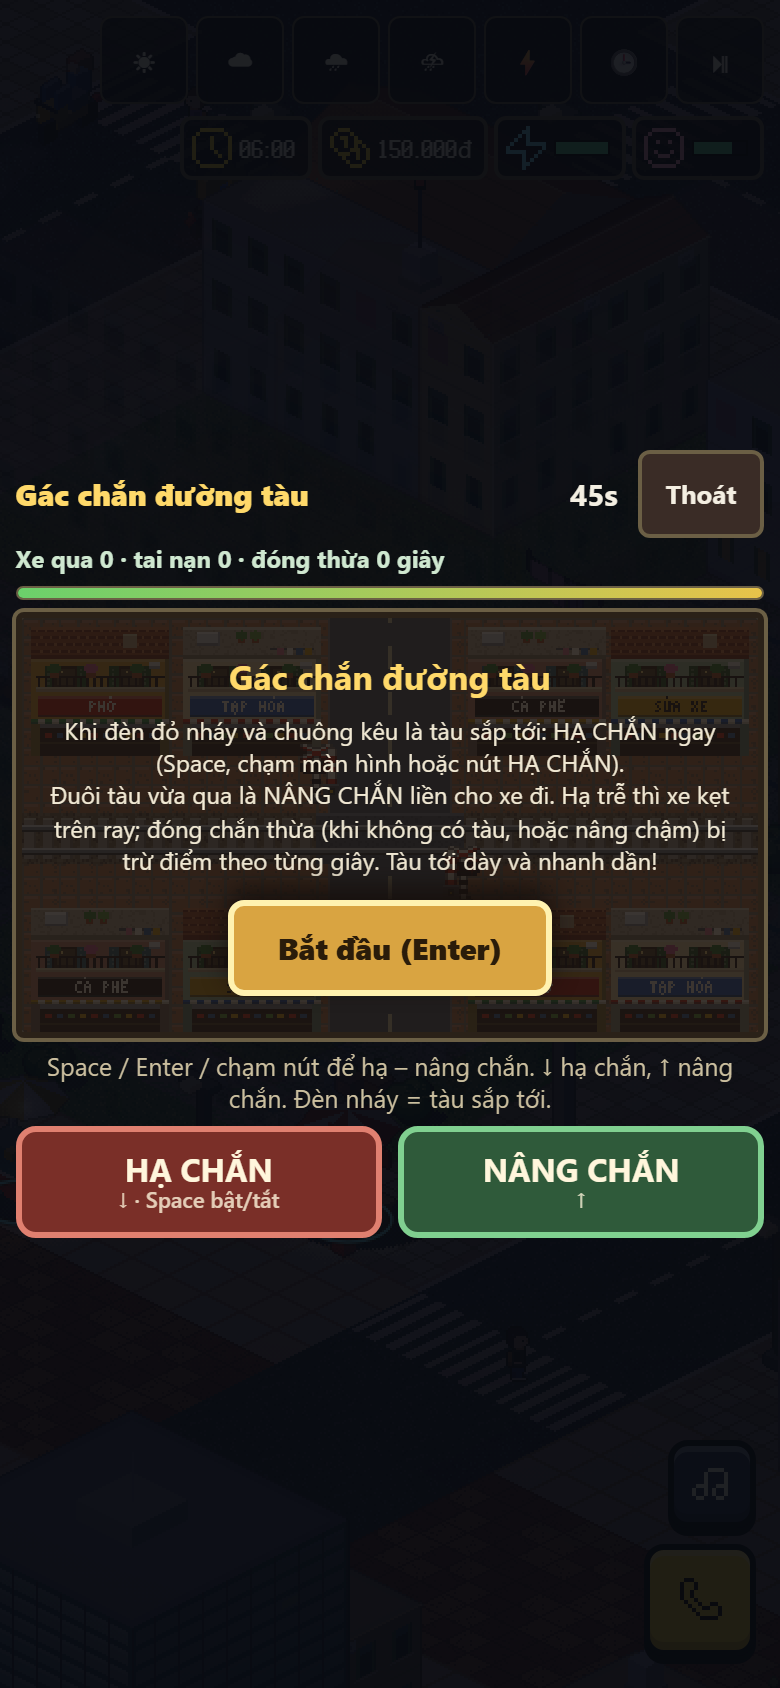 06:00
150.000đ
Gác chắn đường tàu
45s
Thoát
Xe qua 0 · tai nạn 0 · đóng thừa 0 giây
PHỞ
TẠP HÓA
CÀ PHÊ
SỬA XE
Gác chắn đường tàu
Khi đèn đỏ nháy và chuông kêu là tàu sắp tới: HẠ CHẮN ngay
(Space, chạm màn hình hoặc nút HẠ CHẮN).
Đuôi tàu vừa qua là NÂNG CHẮN liền cho xe đi. Hạ trễ thì xe kẹt
trên ray; đóng chắn thừa (khi không có tàu, hoặc nâng chậm) bị
trừ điểm theo từng giây. Tàu tới dày và nhanh dần!
Bắt đầu (Enter)
CÀ PHÊ
TẠP HÓA
Space / Enter / chạm nút để hạ – nâng chắn. ↓ hạ chắn, ↑ nâng
chắn. Đèn nháy = tàu sắp tới.
HẠ CHẮN
↓ · Space bật/tắt
NÂNG CHẮN
↑